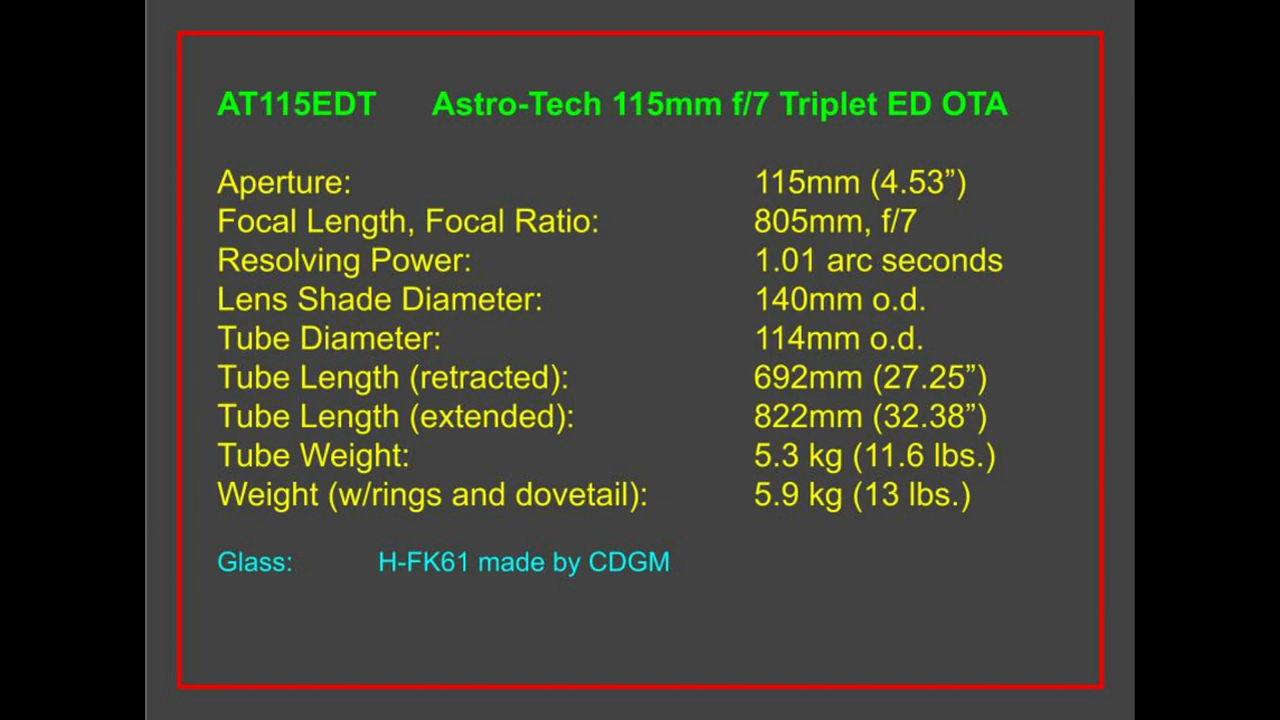 AT115EDT Astro-Tech 115mm f/7 Triplet ED OTA
Aperture: 115mm (4.53”)
Focal Length, Focal Ratio: 805mm, f/7
Resolving Power: 1.01 arc seconds
Lens Shade Diameter: 140mm o.d.
Tube Diameter: 114mm o.d.
Tube Length (retracted): 692mm (27.25”)
Tube Length (extended): 822mm (32.38”)
Tube Weight: 5.3 kg (11.6 lbs.)
Weight (w/rings and dovetail): 5.9 kg (13 lbs.)
Glass: H-FK61 made by CDGM